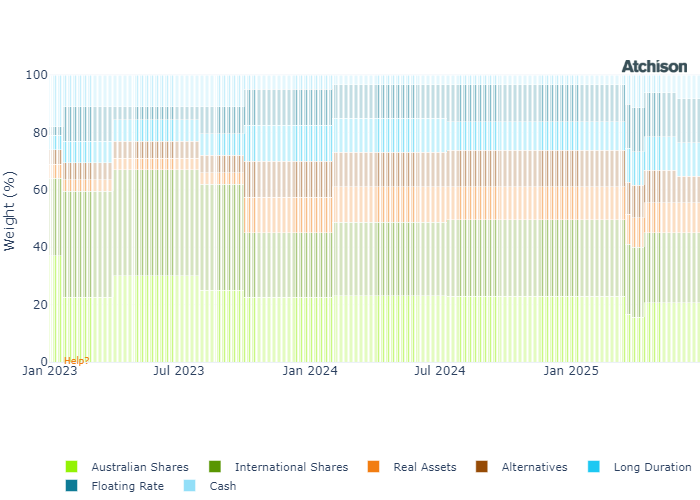 Atchison
100
80
60
40
20
0
Weight (%)
Help?
Jan 2023 Jul 2023 Jan 2024 Jul 2024 Jan 2025
Australian Shares International Shares Real Assets Alternatives Long Duration
Floating Rate Cash